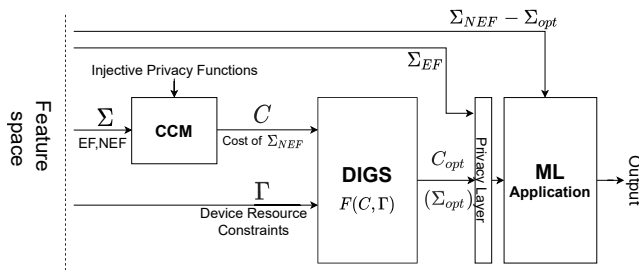 Σ_NEF − Σ_opt
Σ_EF
Injective Privacy Functions
Feature
space
Σ
EF,NEF
CCM
C
Cost of Σ_NEF
Γ
Device Resource
Constraints
DIGS
F(C, Γ)
C_opt
(Σ_opt)
Privacy Layer
ML
Application
Output